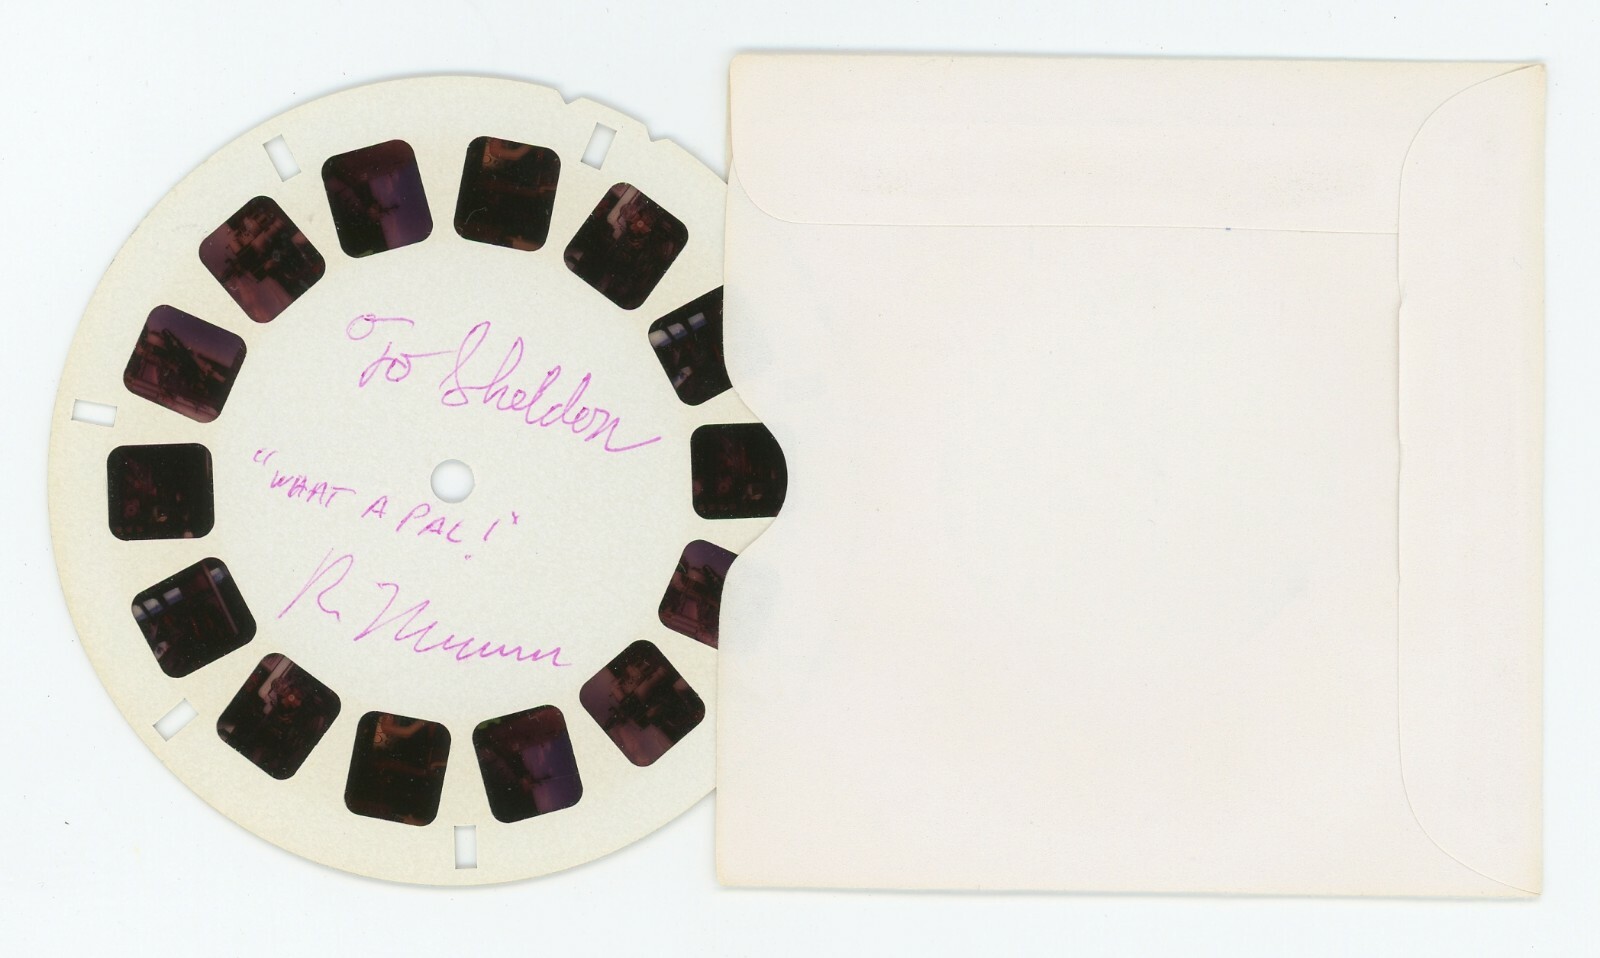 To Sheldon
"WHAT A PAL!"